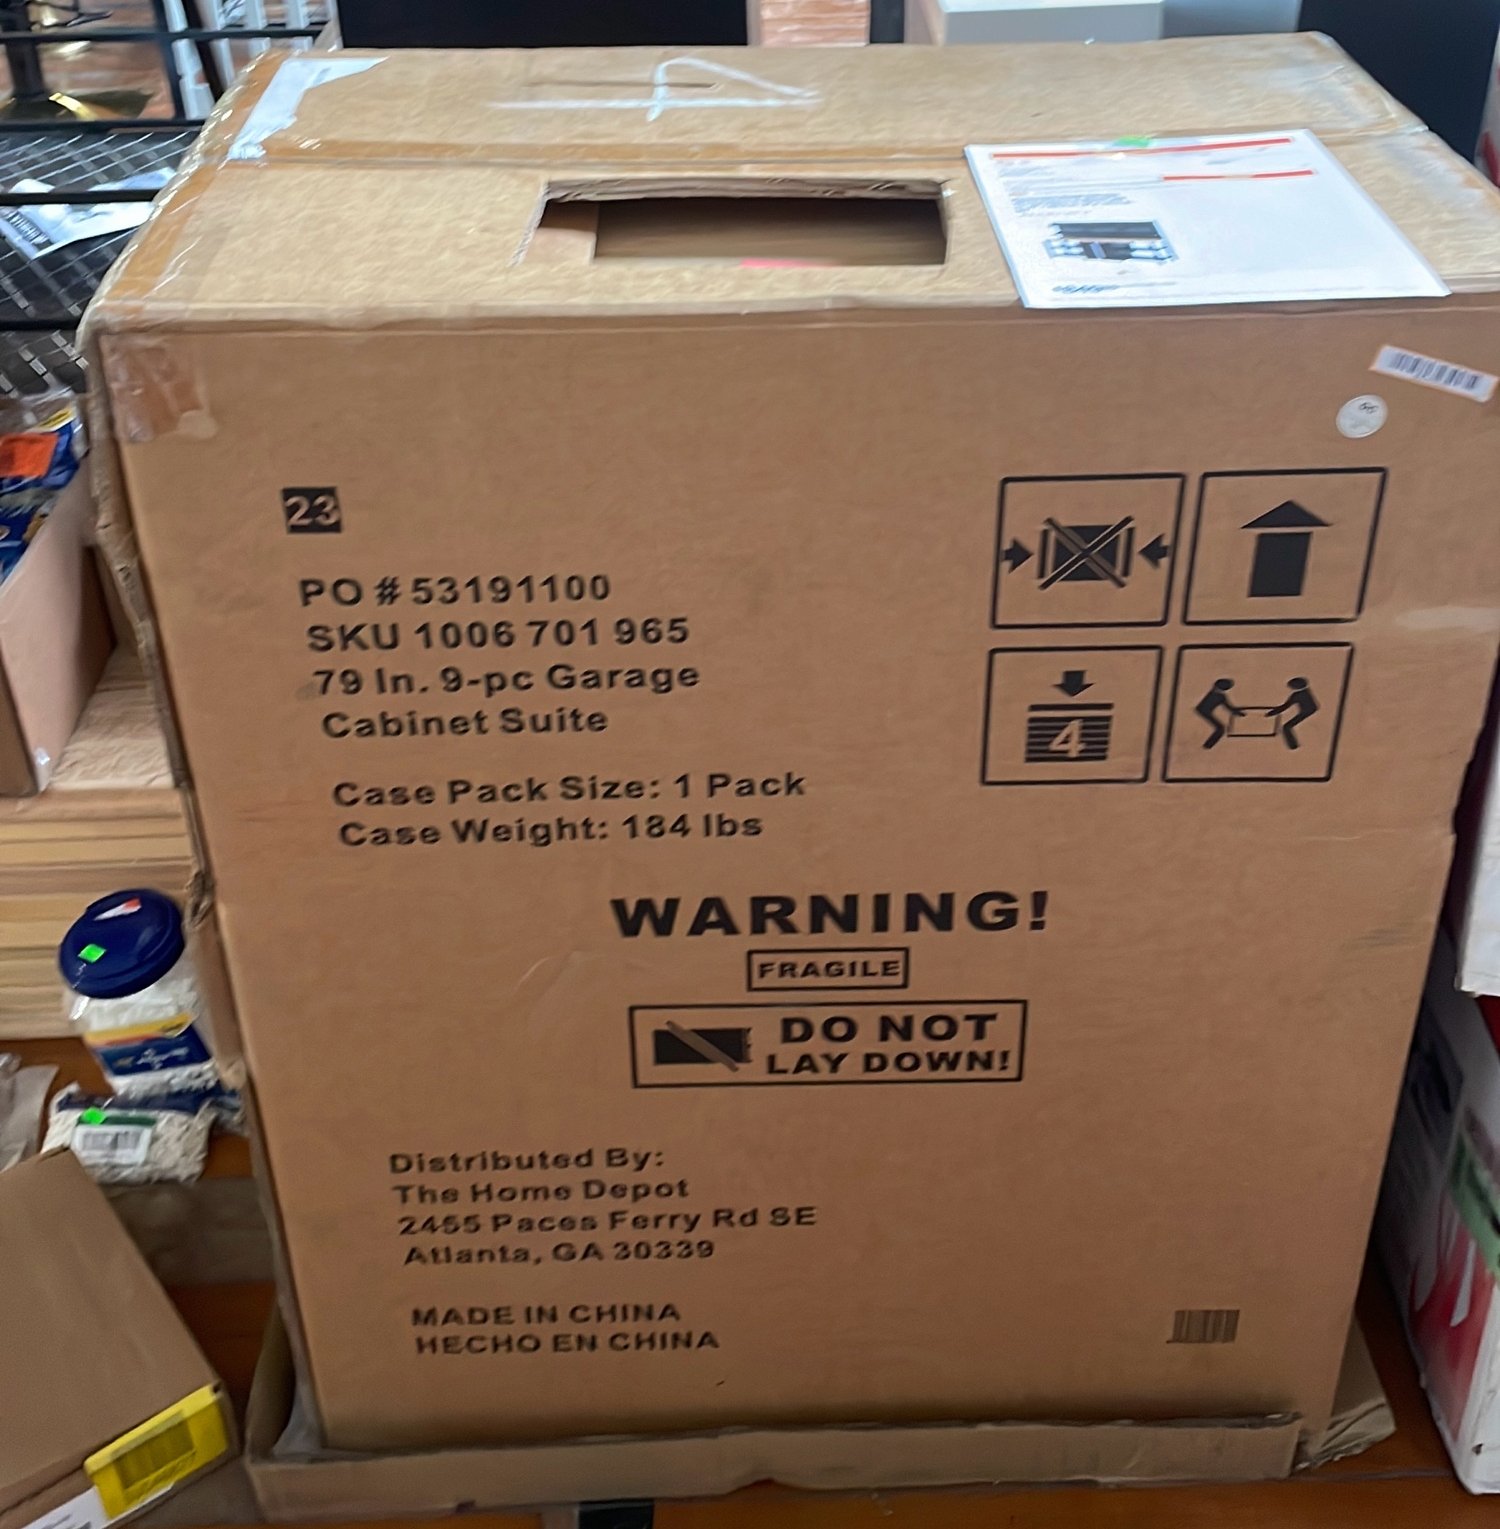 23
PO # 53191100
SKU 1006 701 965
79 In. 9-pc Garage
Cabinet Suite
Case Pack Size: 1 Pack
Case Weight: 184 lbs
4
WARNING!
FRAGILE
DO NOT
LAY DOWN!
Distributed By:
The Home Depot
2455 Paces Ferry Rd SE
Atlanta, GA 30339
MADE IN CHINA
HECHO EN CHINA